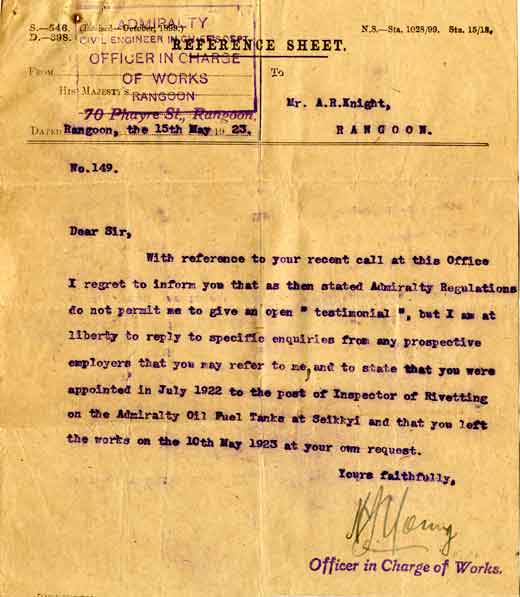 S.—546. (Revised—October, 1899.)
D.—398.
N.S.—Sta. 1028/99. Sta. 15/18.
ADMIRALTY
CIVIL ENGINEER IN CHIEF'S DEPT
OFFICER IN CHARGE
OF WORKS
RANGOON
REFERENCE SHEET.
FROM
HIS MAJESTY'S
70 Phayre St., Rangoon.
DATED Rangoon, the 15th May 1923.
To
Mr. A.R.Knight,
RANGOON.
No.149.
Dear Sir,
With reference to your recent call at this Office
I regret to inform you that as then stated Admiralty Regulations
do not permit me to give an open " testimonial ", but I am at
liberty to reply to specific enquiries from any prospective
employers that you may refer to me, and to state that you were
appointed in July 1922 to the post of Inspector of Rivetting
on the Admiralty Oil Fuel Tanks at Seikkyi and that you left
the works on the 10th May 1923 at your own request.
Yours faithfully,
Young
Officer in Charge of Works.